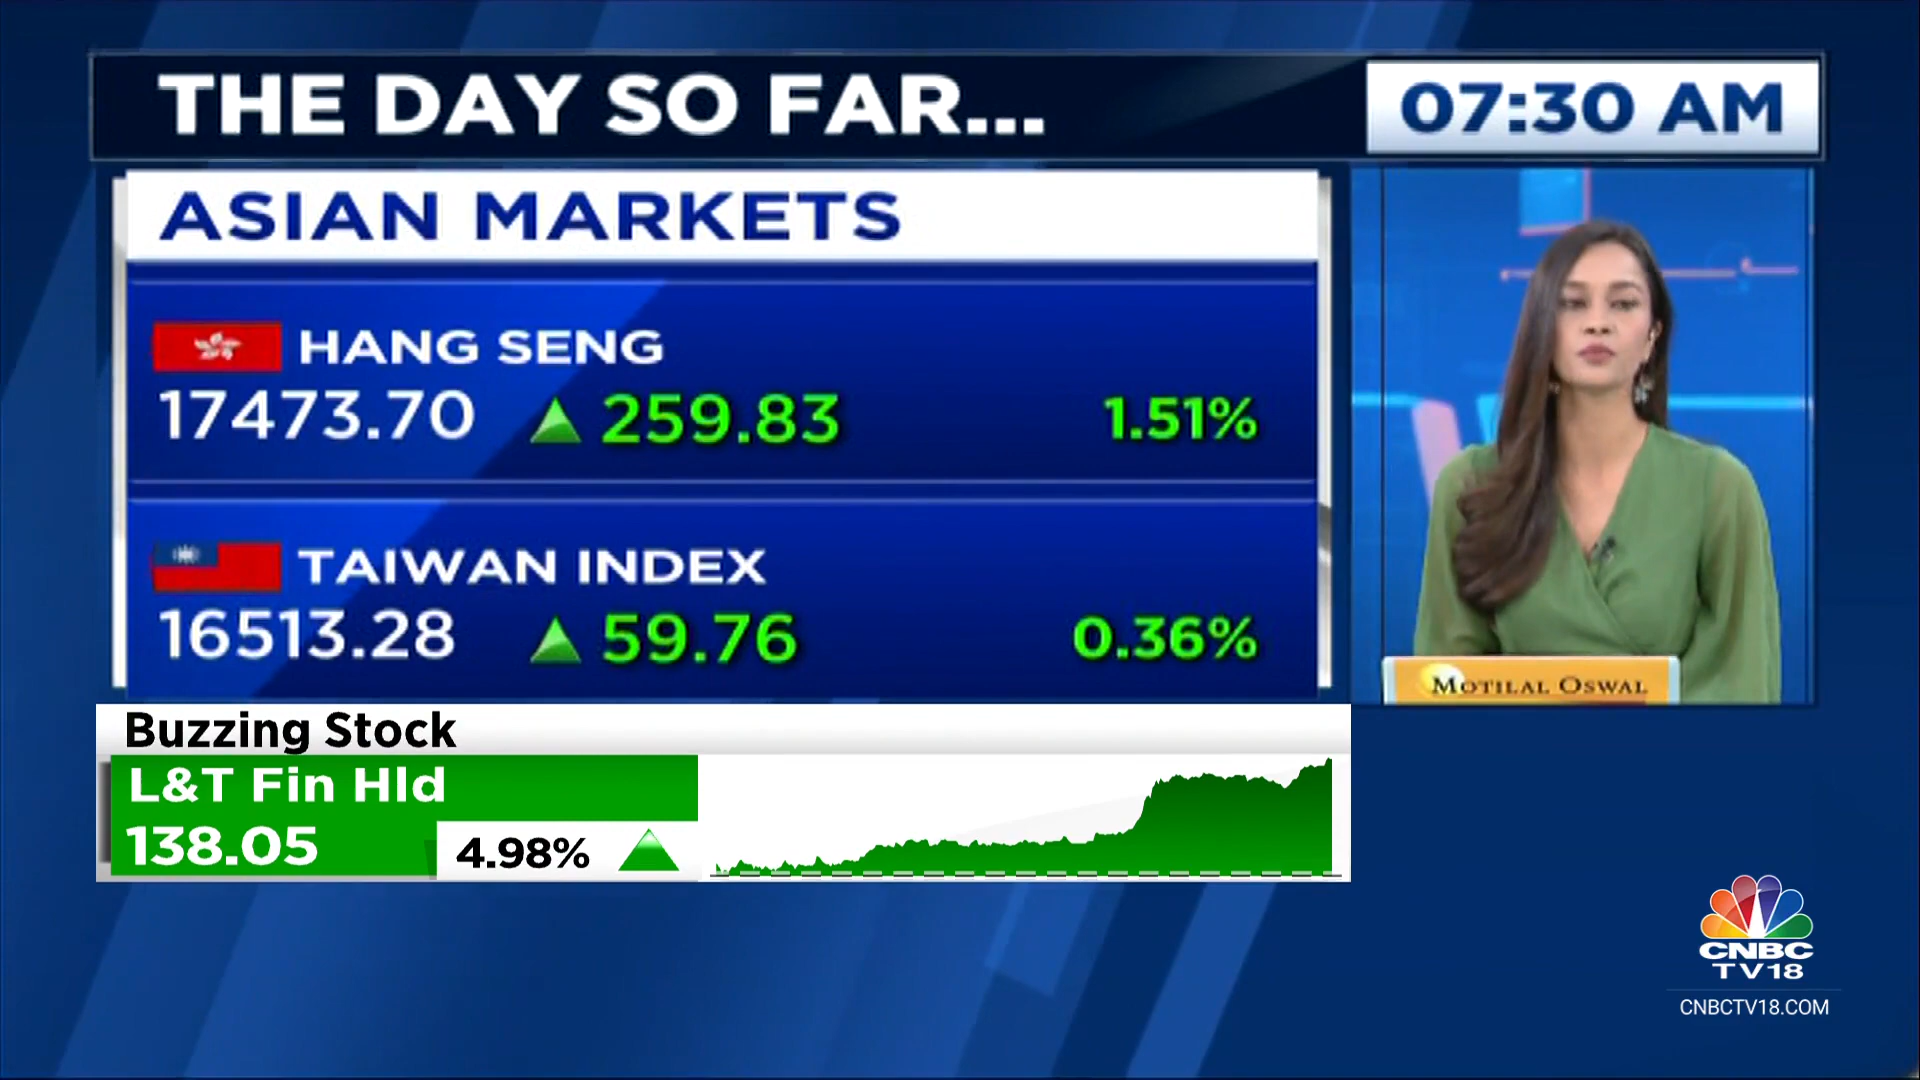 THE DAY SO FAR...
07:30 AM
ASIAN MARKETS
HANG SENG
17473.70 ▲ 259.83 1.51%
TAIWAN INDEX
16513.28 ▲ 59.76 0.36%
MOTILAL OSWAL
Buzzing Stock
L&T Fin Hld
138.05 4.98% ▲
CNBC
TV18
CNBCTV18.COM